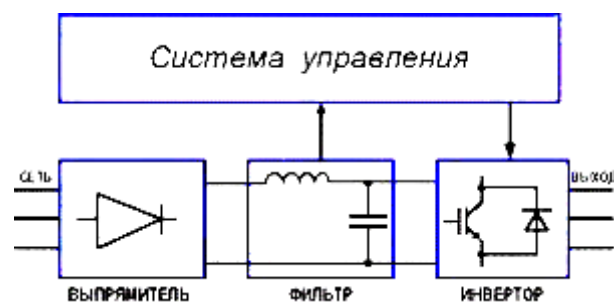 Система управления
СЕТЬ
ВЫХОД
ВЫПРЯМИТЕЛЬ
ФИЛЬТР
ИНВЕРТОР